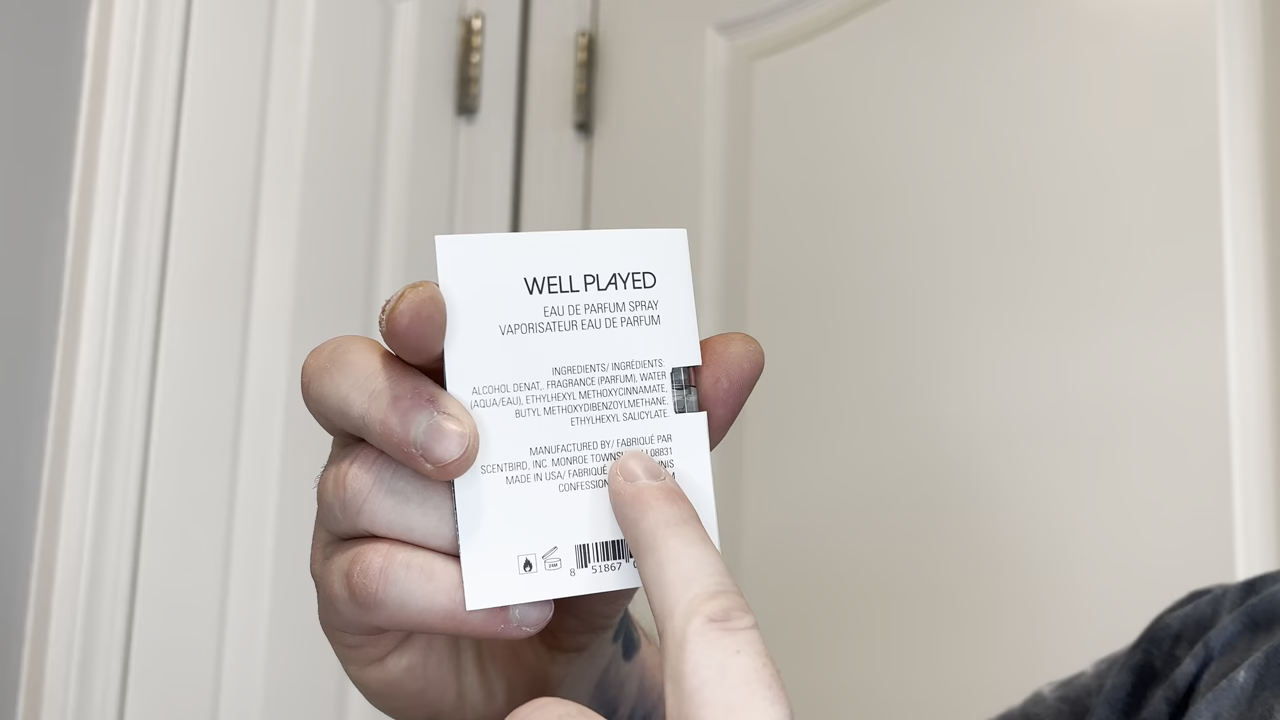 WELL PLAYED
EAU DE PARFUM SPRAY
VAPORISATEUR EAU DE PARFUM
INGREDIENTS/ INGRÉDIENTS:
ALCOHOL DENAT., FRAGRANCE (PARFUM), WATER
(AQUA/EAU), ETHYLHEXYL METHOXYCINNAMATE,
BUTYL METHOXYDIBENZOYLMETHANE,
ETHYLHEXYL SALICYLATE.
MANUFACTURED BY/ FABRIQUÉ PAR
SCENTBIRD, INC. MONROE 08831
MADE IN USA/ FABRIQUÉ
24M
8 51867